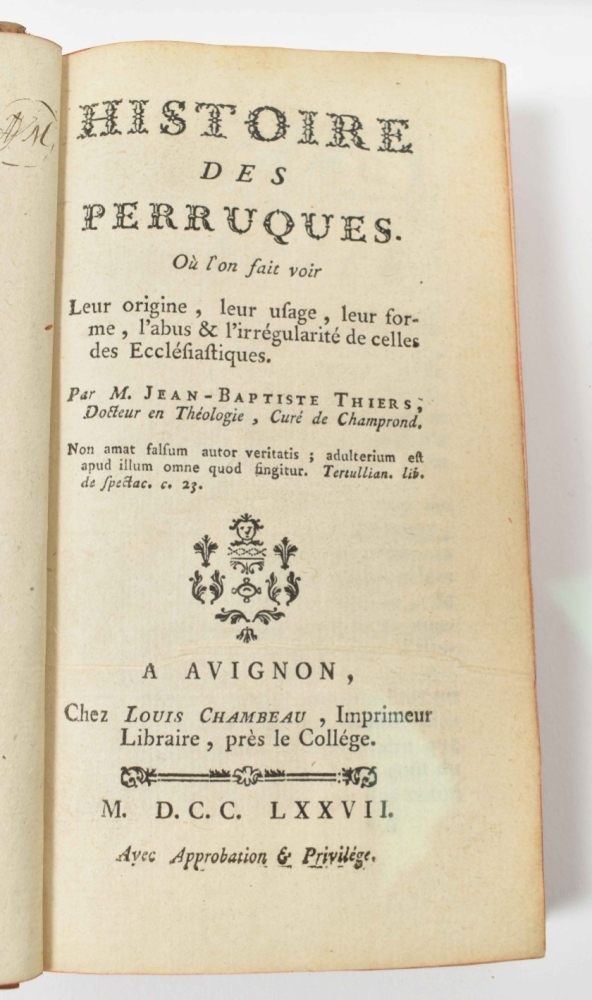 HISTOIRE
DES
PERRUQUES.
Où l'on fait voir
Leur origine , leur uſage , leur for-
me , l'abus & l'irrégularité de celles
des Eccléſiaſtiques.
Par M. JEAN-BAPTISTE THIERS,
Docteur en Théologie , Curé de Champrond.
Non amat falſum autor veritatis ; adulterium eſt
apud illum omne quod fingitur. Tertullian. lib.
de ſpectac. c. 23.
A AVIGNON,
Chez LOUIS CHAMBEAU , Imprimeur
Libraire , près le Collége.
M. D. C. C. LXXVII.
Avec Approbation & Privilége.